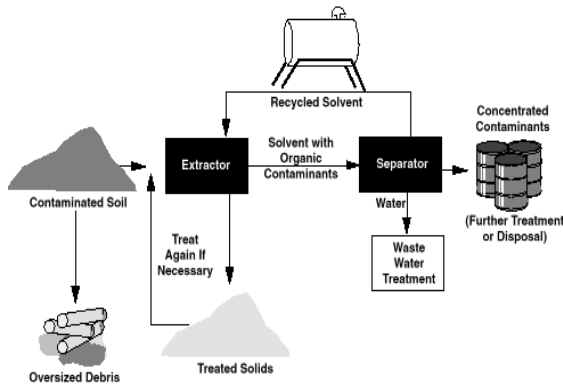 Recycled Solvent
Concentrated
Contaminants
Extractor
Solvent with
Organic
Contaminants
Separator
Contaminated Soil
Water
(Further Treatment
or Disposal)
Treat
Again If
Necessary
Waste
Water
Treatment
Oversized Debris
Treated Solids